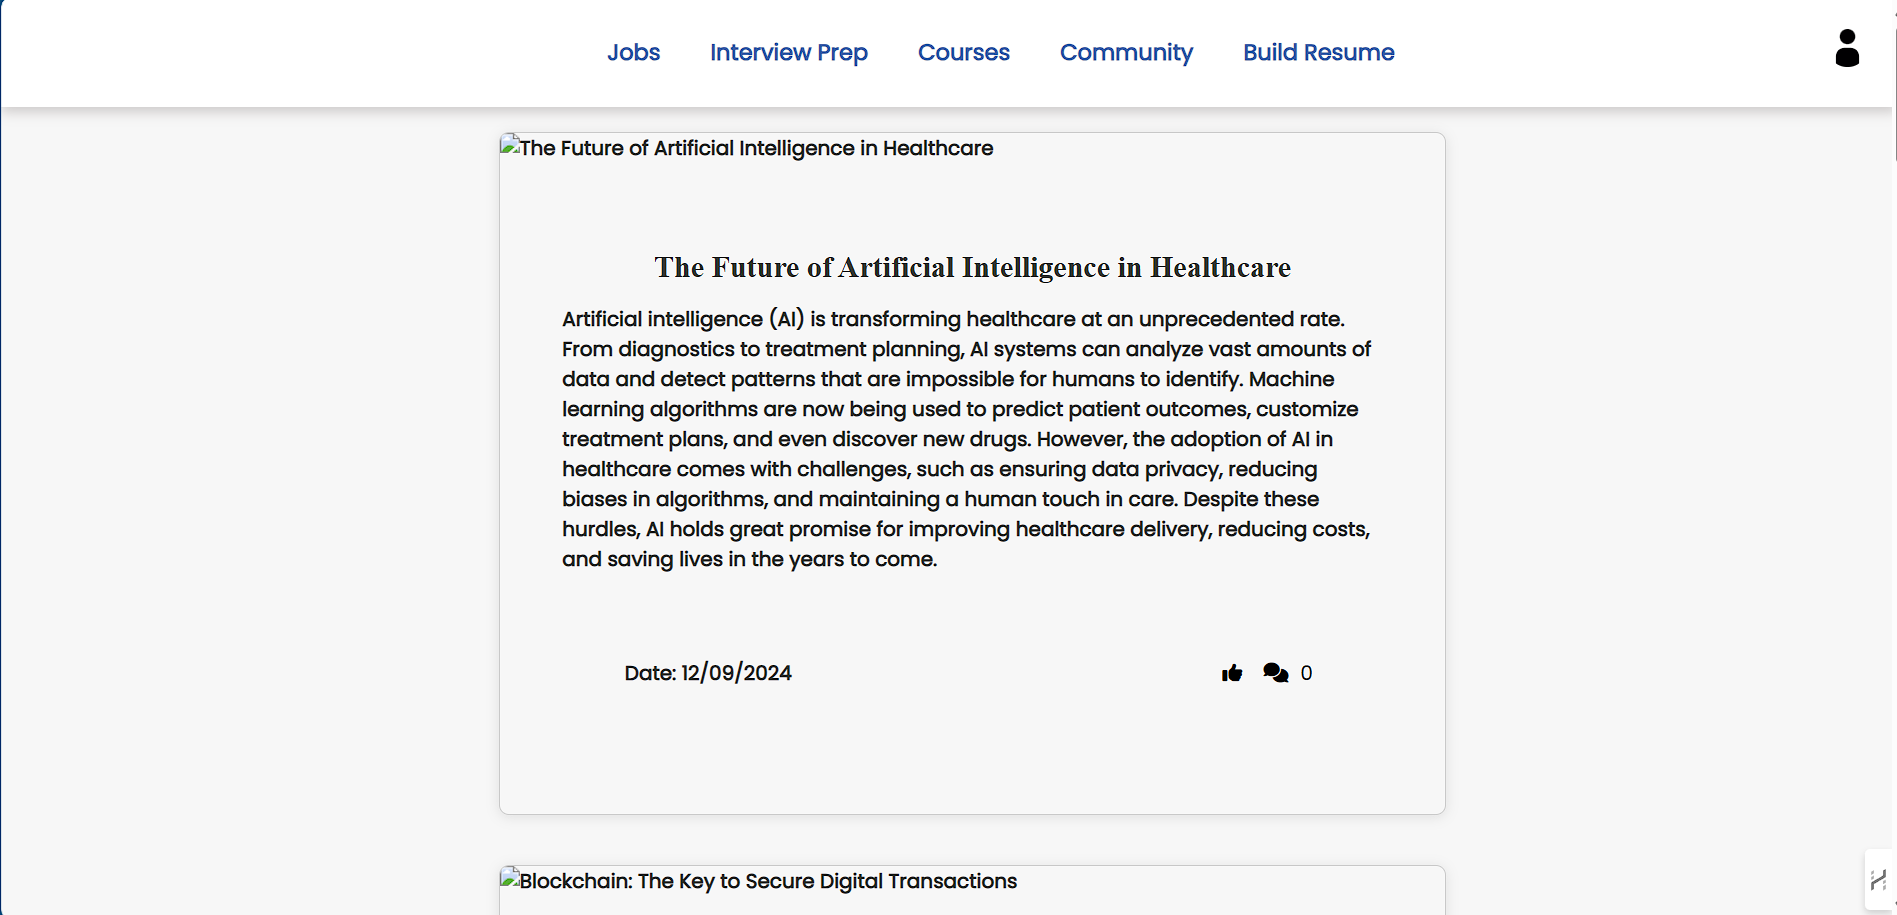 Jobs Interview Prep Courses Community Build Resume
The Future of Artificial Intelligence in Healthcare
The Future of Artificial Intelligence in Healthcare
Artificial intelligence (AI) is transforming healthcare at an unprecedented rate.
From diagnostics to treatment planning, AI systems can analyze vast amounts of
data and detect patterns that are impossible for humans to identify. Machine
learning algorithms are now being used to predict patient outcomes, customize
treatment plans, and even discover new drugs. However, the adoption of AI in
healthcare comes with challenges, such as ensuring data privacy, reducing
biases in algorithms, and maintaining a human touch in care. Despite these
hurdles, AI holds great promise for improving healthcare delivery, reducing costs,
and saving lives in the years to come.
Date: 12/09/2024 0
Blockchain: The Key to Secure Digital Transactions